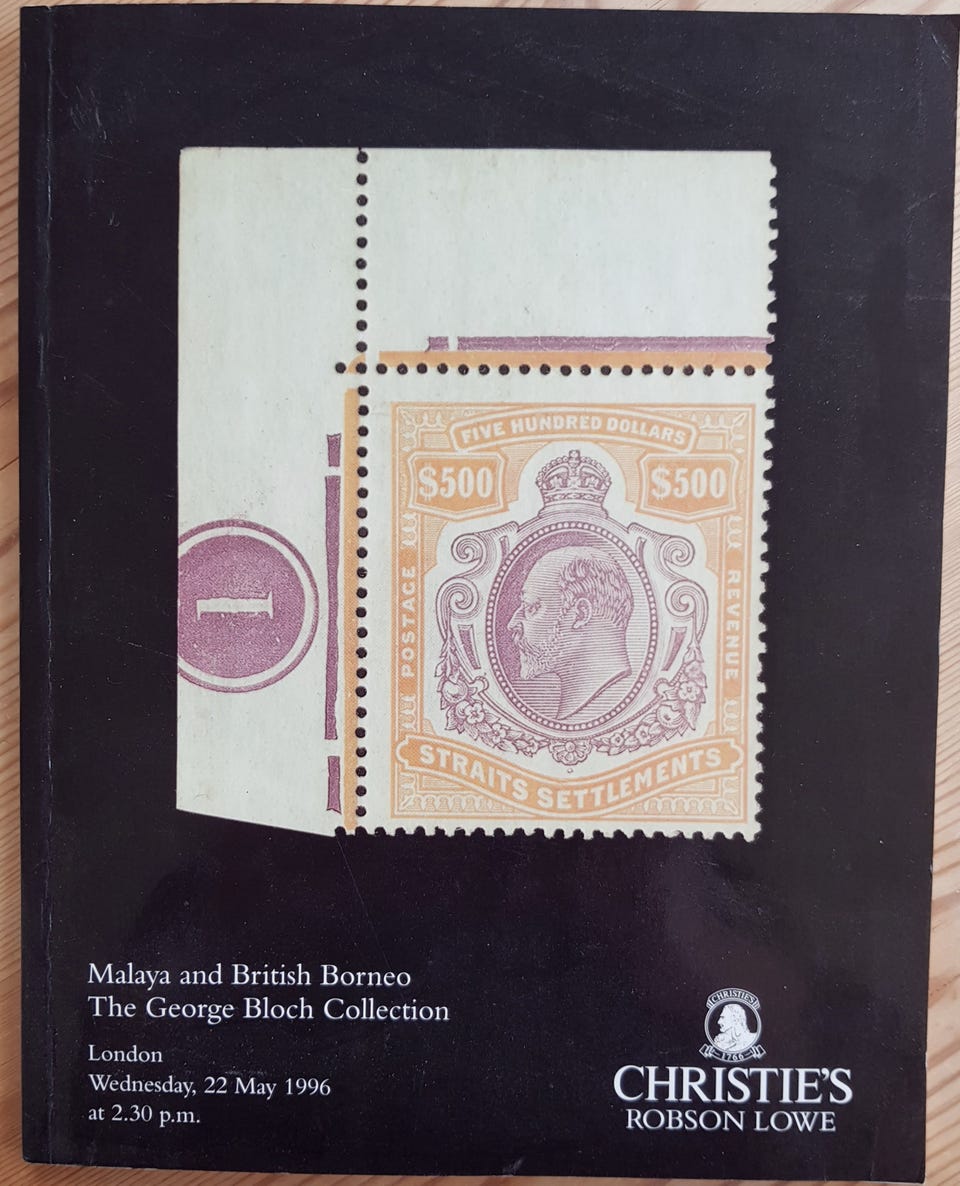 FIVE HUNDRED DOLLARS
$500 $500
POSTAGE
REVENUE
1
STRAITS SETTLEMENTS
Malaya and British Borneo
The George Bloch Collection
London
Wednesday, 22 May 1996
at 2.30 p.m.
CHRISTIE'S
1766
CHRISTIE'S
ROBSON LOWE